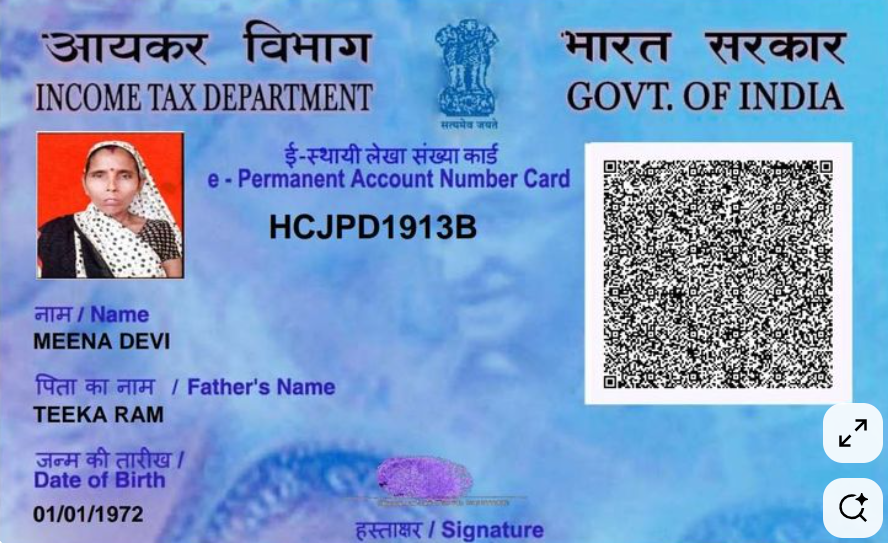 आयकर विभाग
INCOME TAX DEPARTMENT
सत्यमेव जयते
भारत सरकार
GOVT. OF INDIA
ई-स्थायी लेखा संख्या कार्ड
e - Permanent Account Number Card
HCJPD1913B
नाम / Name
MEENA DEVI
पिता का नाम / Father's Name
TEEKA RAM
जन्म की तारीख /
Date of Birth
01/01/1972
हस्ताक्षर / Signature